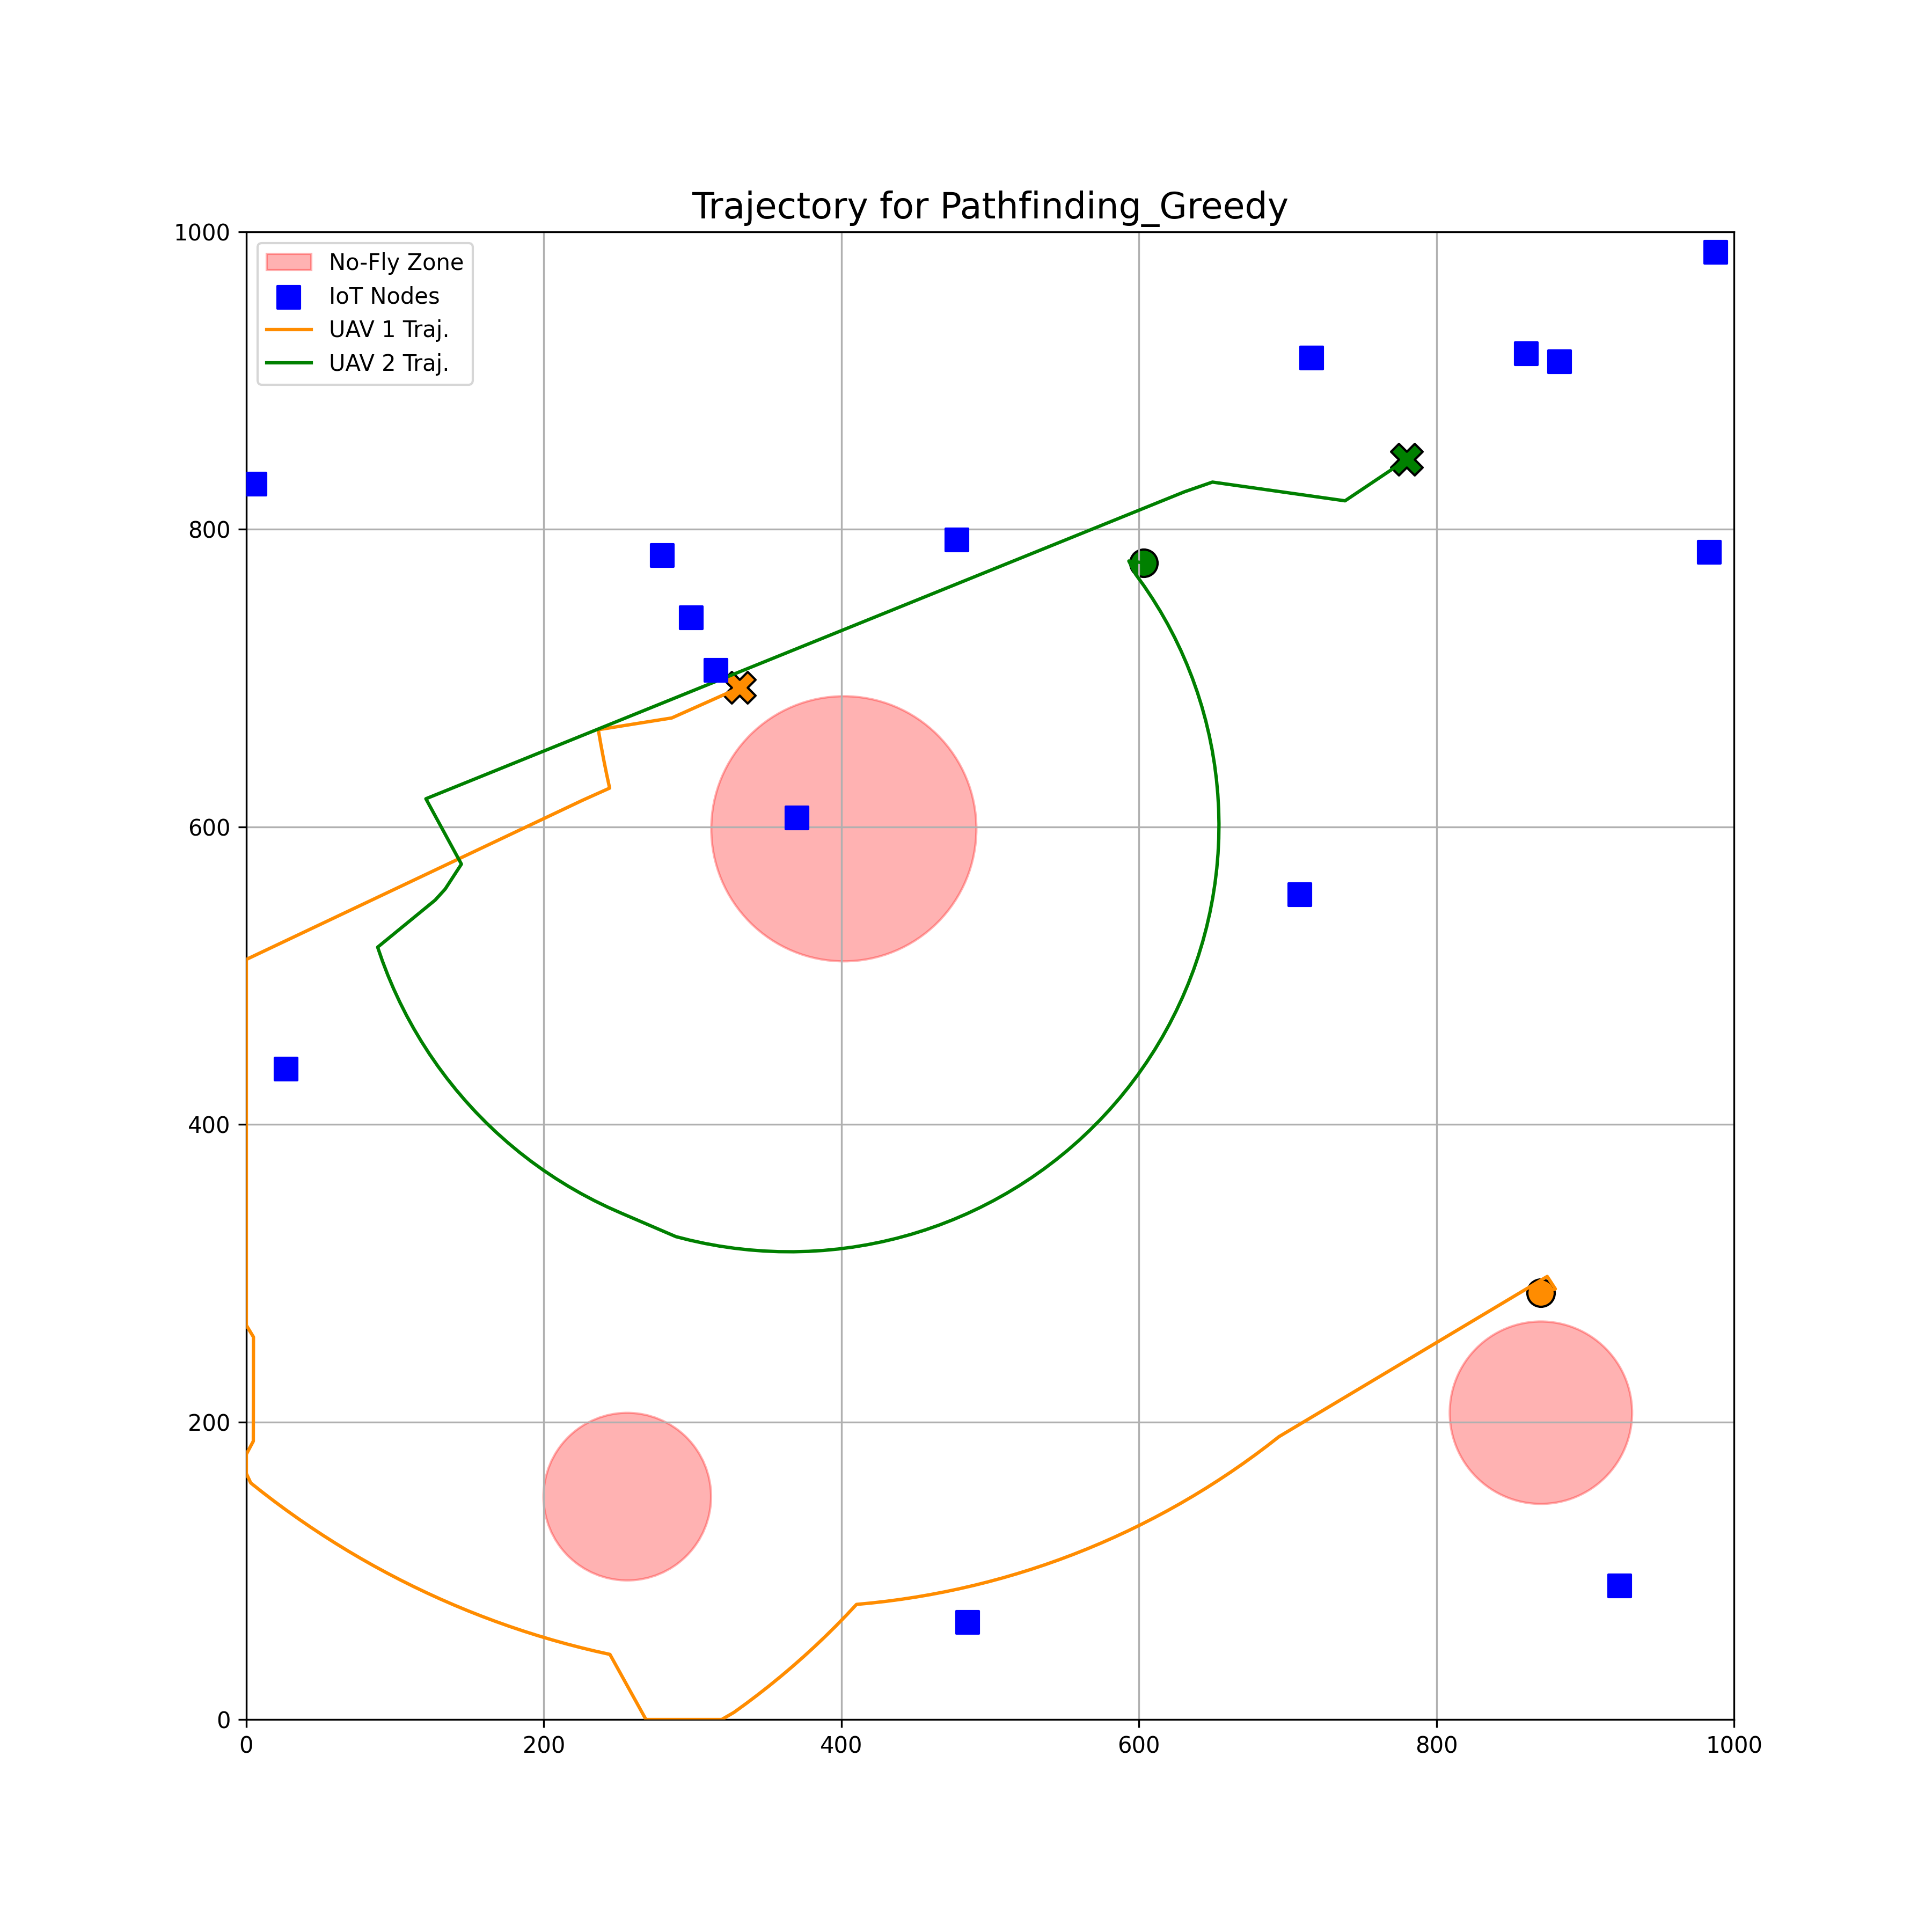 Trajectory for Pathfinding_Greedy
1000
800
600
400
200
0
No-Fly Zone
IoT Nodes
UAV 1 Traj.
UAV 2 Traj.
0 200 400 600 800 1000